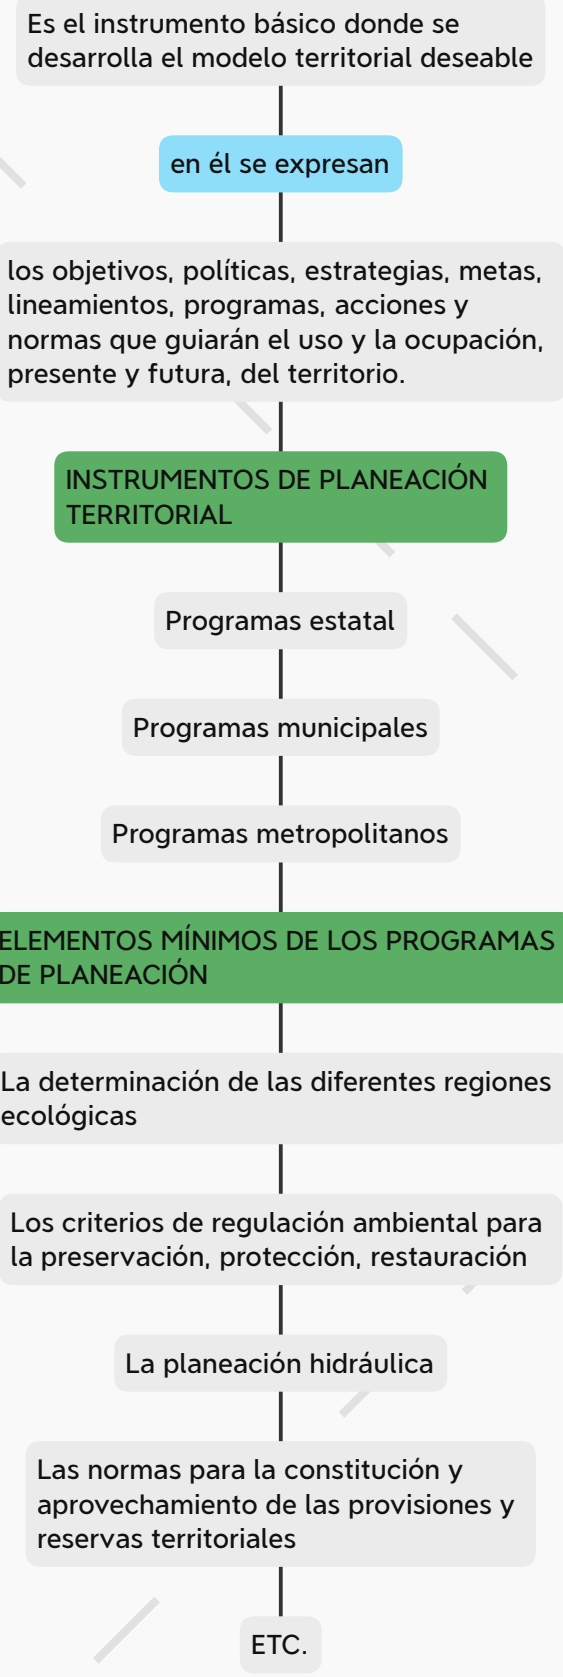 Es el instrumento básico donde se
desarrolla el modelo territorial deseable
en él se expresan
los objetivos, políticas, estrategias, metas,
lineamientos, programas, acciones y
normas que guiarán el uso y la ocupación,
presente y futura, del territorio.
INSTRUMENTOS DE PLANEACIÓN
TERRITORIAL
Programas estatal
Programas municipales
Programas metropolitanos
ELEMENTOS MÍNIMOS DE LOS PROGRAMAS
DE PLANEACIÓN
La determinación de las diferentes regiones
ecológicas
Los criterios de regulación ambiental para
la preservación, protección, restauración
La planeación hidráulica
Las normas para la constitución y
aprovechamiento de las provisiones y
reservas territoriales
ETC.